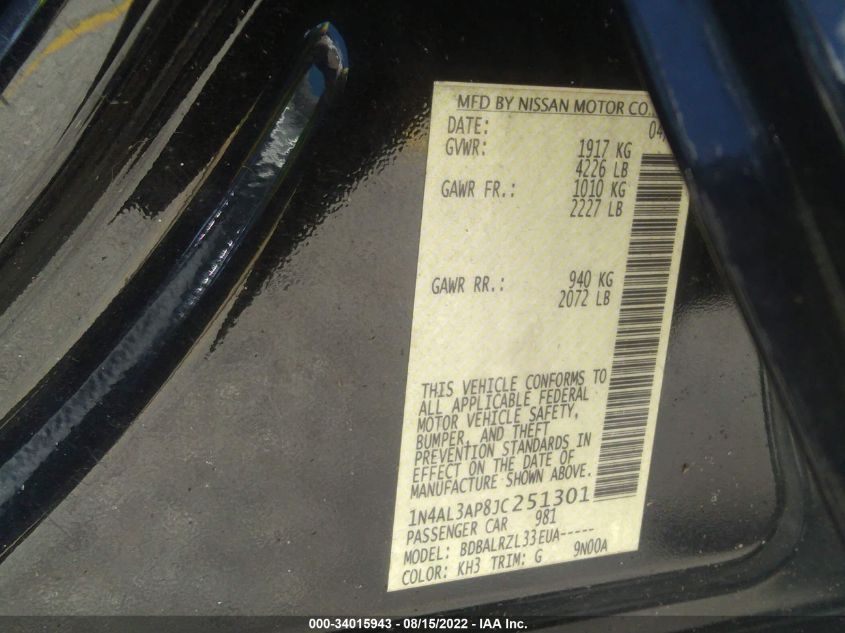 MFD BY NISSAN MOTOR CO.
DATE: 04
GVWR: 1917 KG
4226 LB
GAWR FR.: 1010 KG
2227 LB
GAWR RR.: 940 KG
2072 LB
THIS VEHICLE CONFORMS TO
ALL APPLICABLE FEDERAL
MOTOR VEHICLE SAFETY,
BUMPER, AND THEFT
PREVENTION STANDARDS IN
EFFECT ON THE DATE OF
MANUFACTURE SHOWN ABOVE.
1N4AL3AP8JC251301
PASSENGER CAR 981
MODEL: BDBALRZL33EUA-----
COLOR: KH3 TRIM: G 9N00A
000-34015943 - 08/15/2022 - IAA Inc.